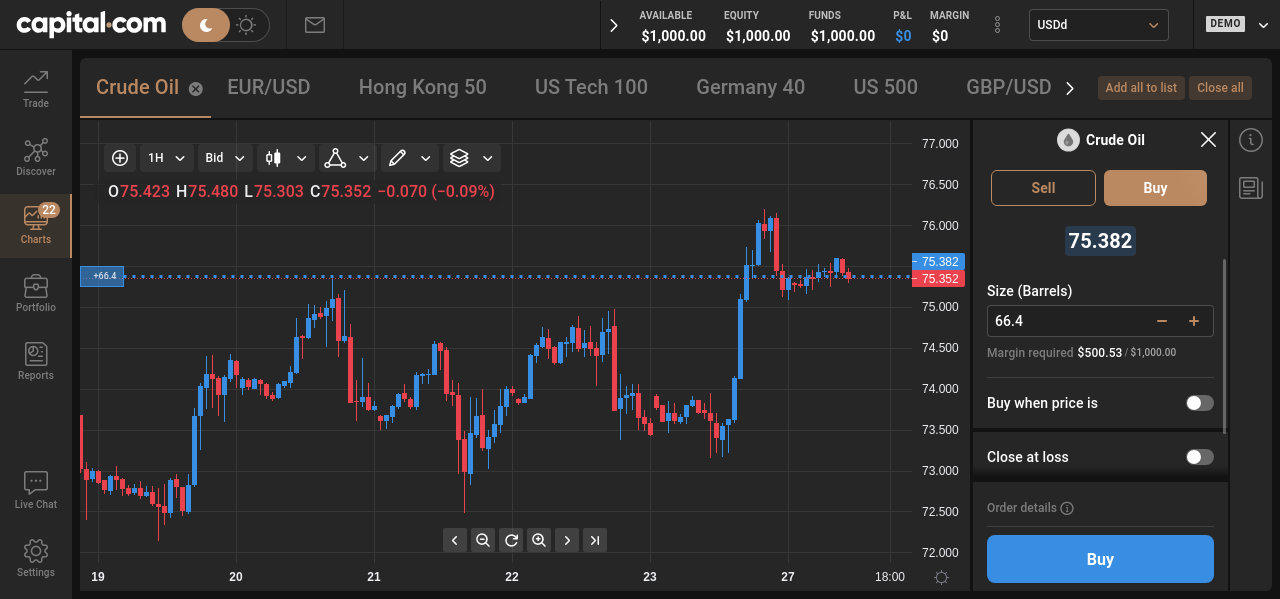 capital.com
AVAILABLE EQUITY FUNDS P&L MARGIN
$1,000.00 $1,000.00 $1,000.00 $0 $0
USDd
DEMO
Crude Oil EUR/USD Hong Kong 50 US Tech 100 Germany 40 US 500 GBP/USD
Add all to list Close all
Trade
Discover
22
Charts
Portfolio
Reports
Live Chat
Settings
1H Bid
O75.423 H75.480 L75.303 C75.352 −0.070 (−0.09%)
+66.4
77.000
76.500
76.000
75.382
75.352
75.000
74.500
74.000
73.500
73.000
72.500
72.000
19 20 21 22 23 27 18:00
Crude Oil
Sell Buy
75.382
Size (Barrels)
66.4
Margin required $500.53 / $1,000.00
Buy when price is
Close at loss
Order details
Buy